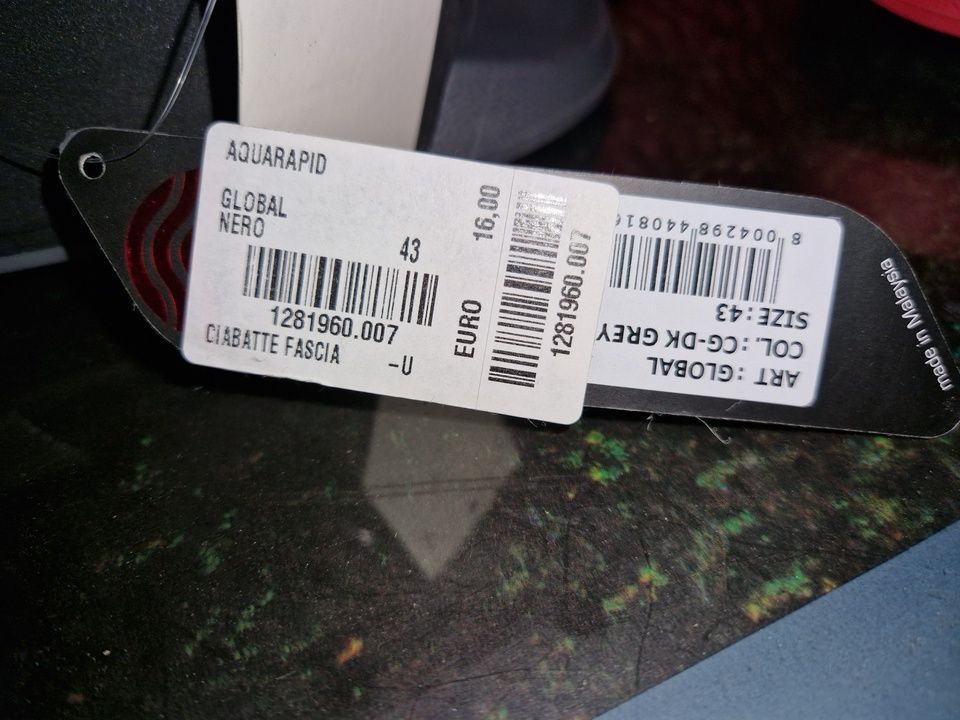 AQUARAPID
GLOBAL
NERO
43
1281960.007
CIABATTE FASCIA
-U
EURO 16,00
1281960.007
ART : GLOBAL
COL. : CG-DK GREY
SIZE : 43
8 004298 440816
made in Malaysia